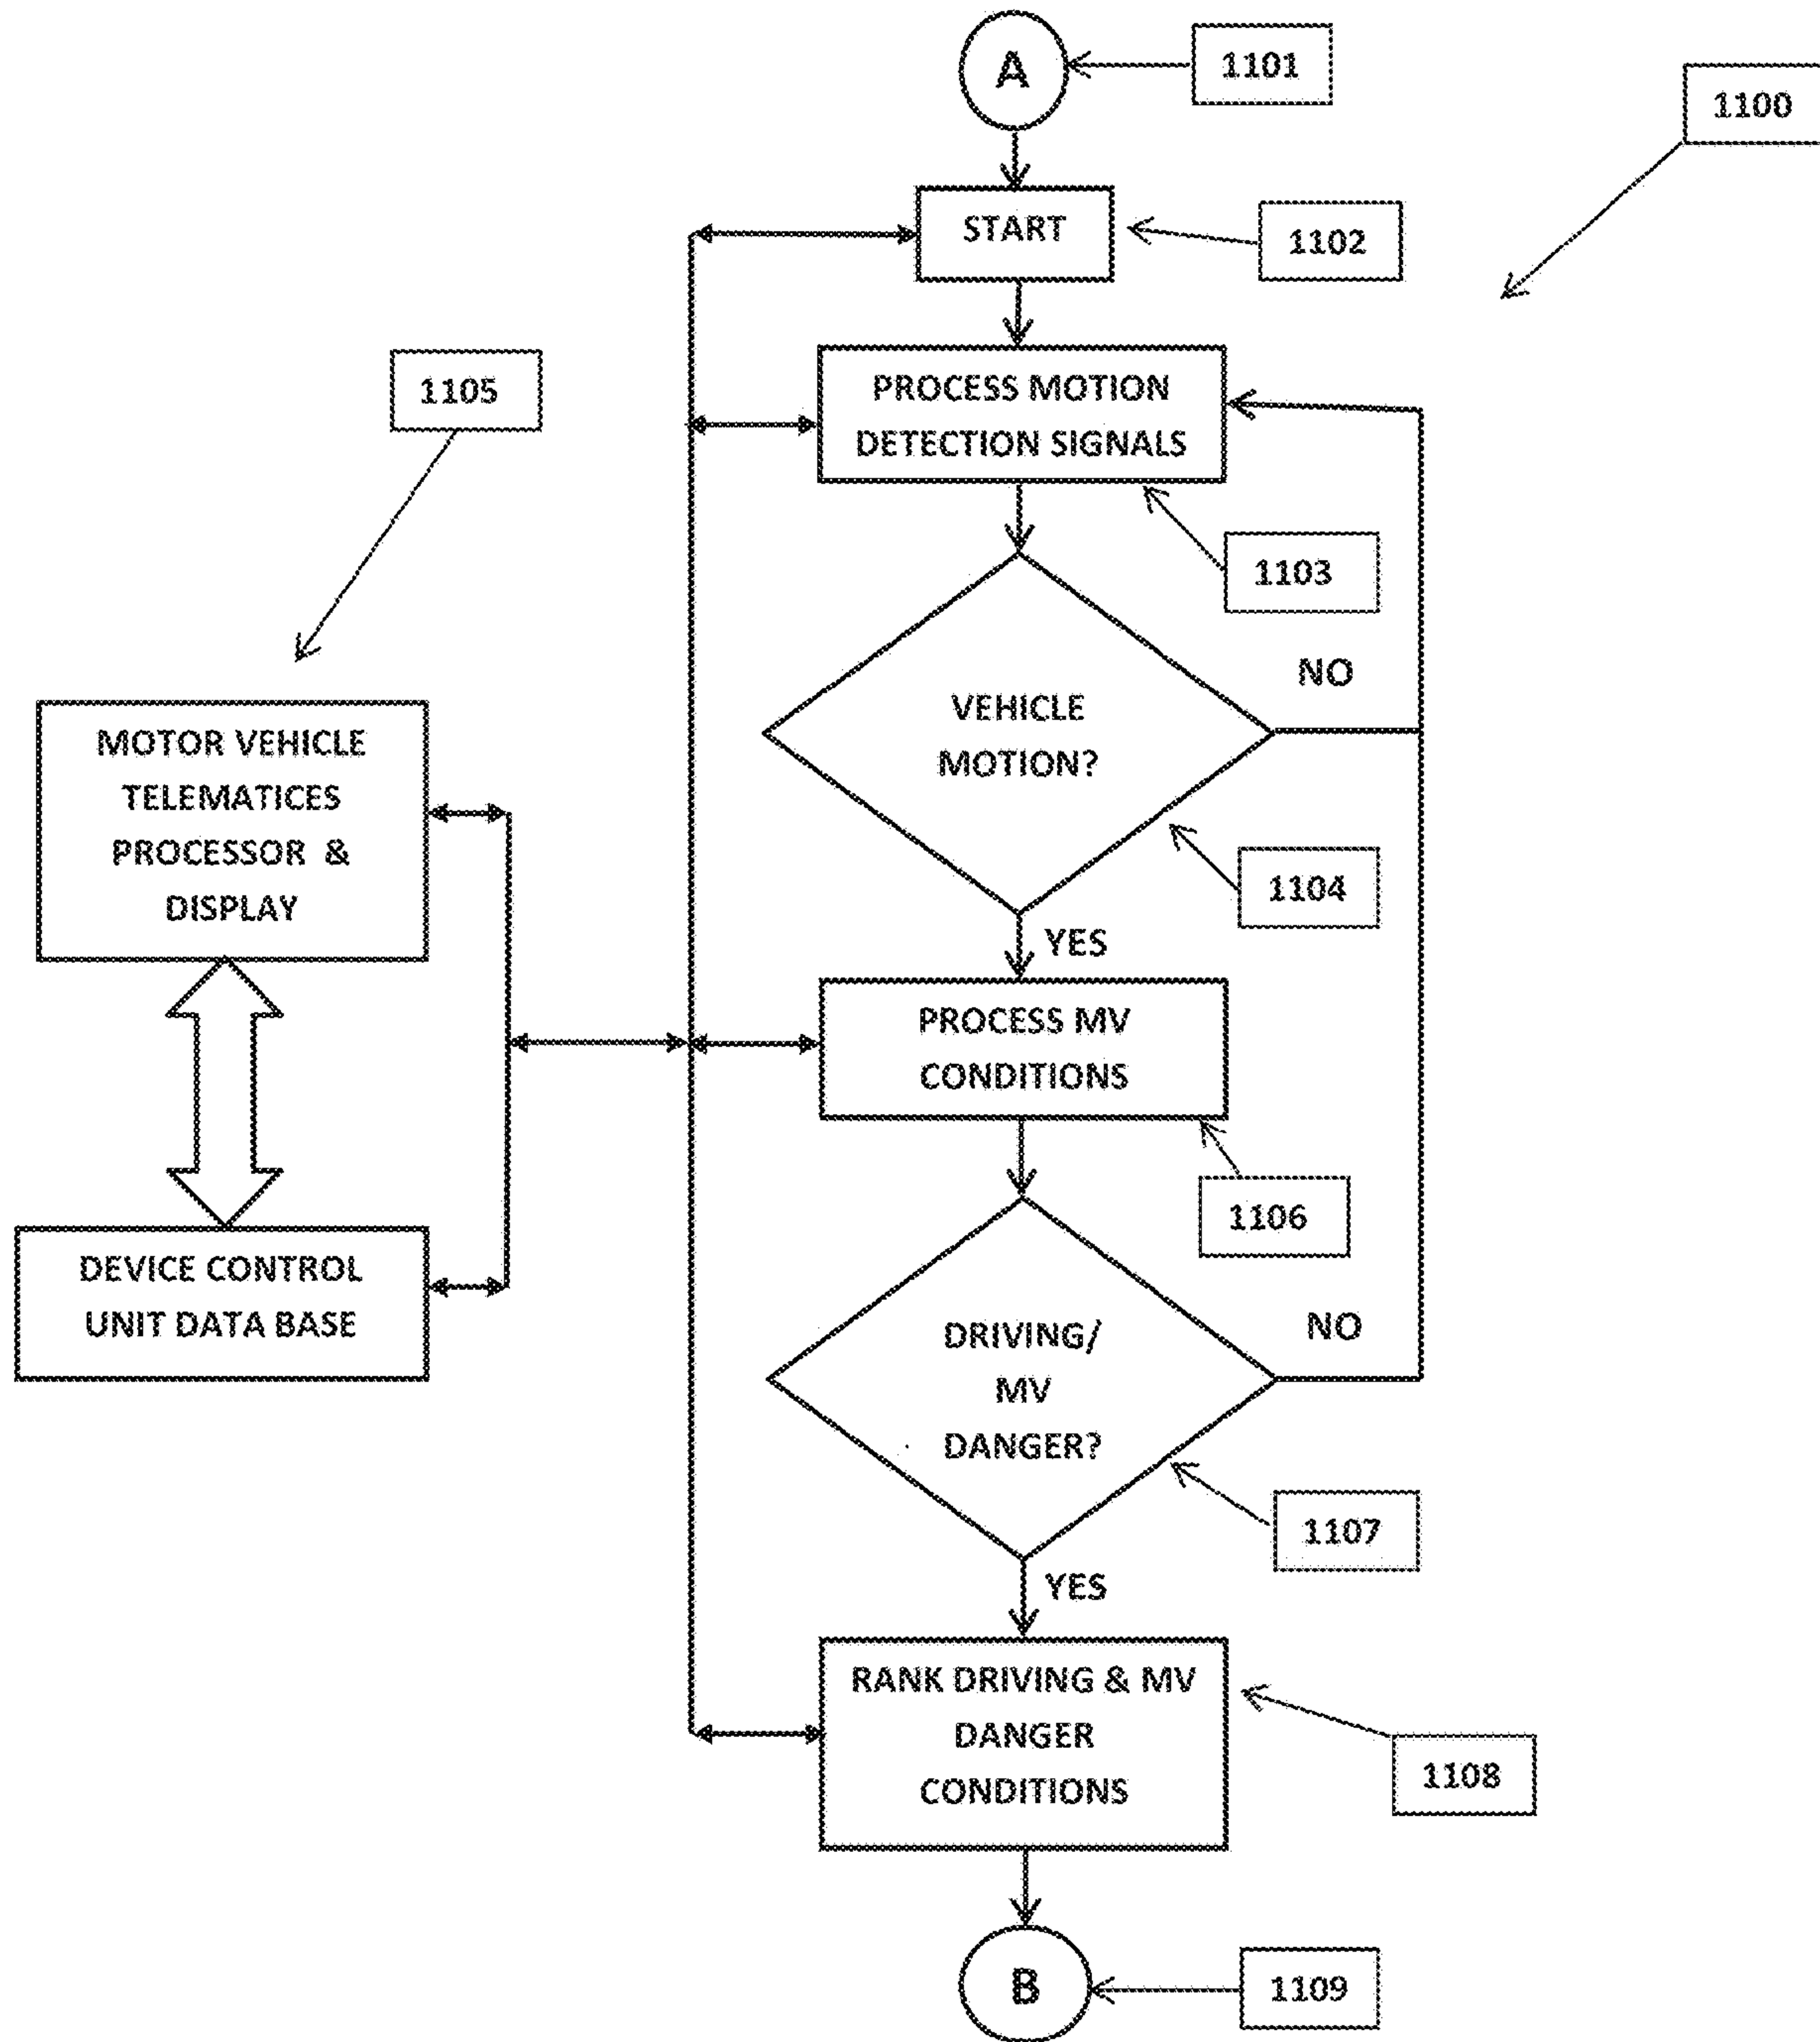 A
1101
1100
START
1102
1105
PROCESS MOTION
DETECTION SIGNALS
1103
VEHICLE
MOTION?
NO
1104
MOTOR VEHICLE
TELEMATICES
PROCESSOR &
DISPLAY
YES
PROCESS MV
CONDITIONS
1106
DEVICE CONTROL
UNIT DATA BASE
DRIVING/
MV
DANGER?
NO
1107
YES
RANK DRIVING & MV
DANGER
CONDITIONS
1108
B
1109